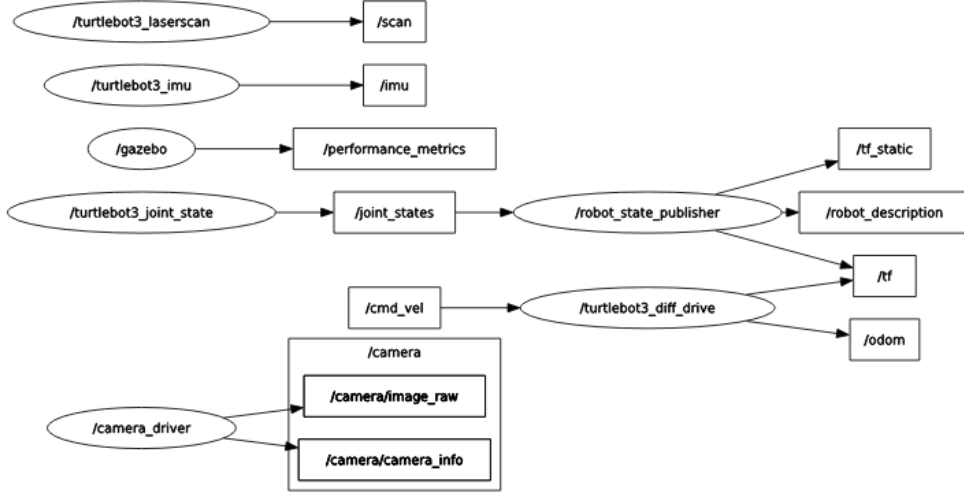 /turtlebot3_laserscan
/scan
/turtlebot3_imu
/imu
/gazebo
/performance_metrics
/tf_static
/turtlebot3_joint_state
/joint_states
/robot_state_publisher
/robot_description
/tf
/cmd_vel
/turtlebot3_diff_drive
/odom
/camera
/camera/image_raw
/camera_driver
/camera/camera_info